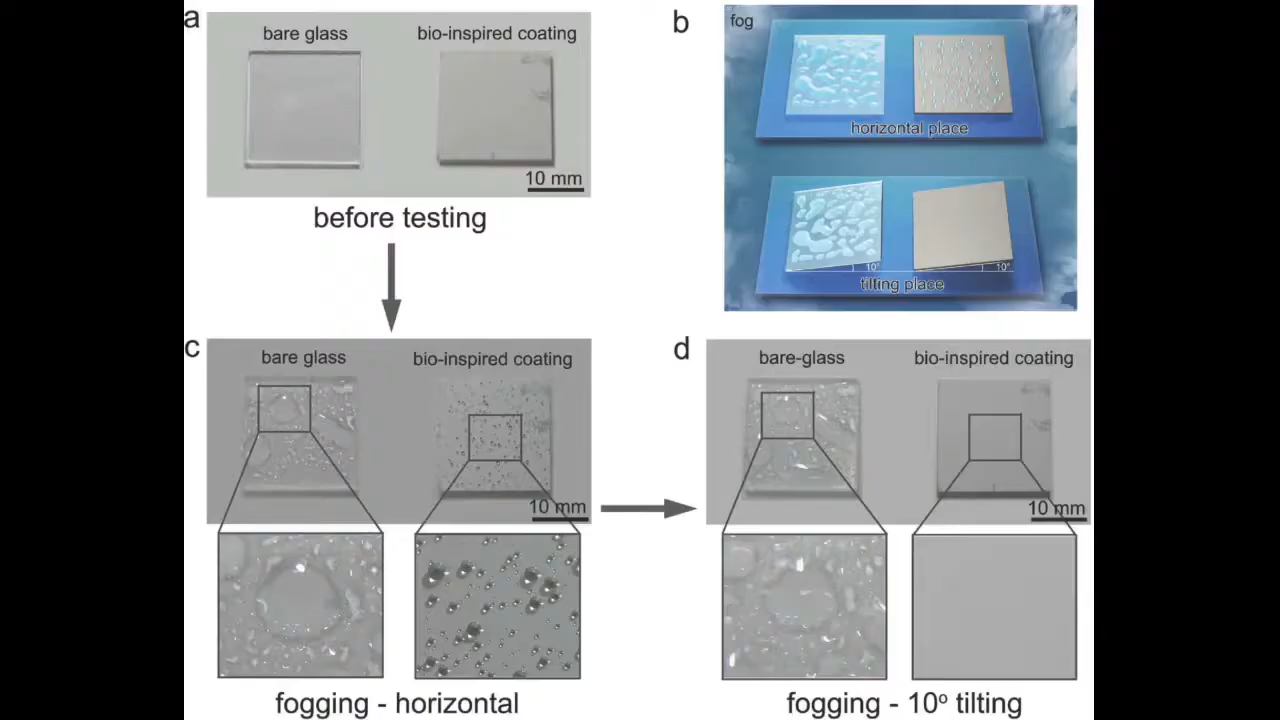 a
bare glass
bio-inspired coating
10 mm
before testing
b
fog
horizontal place
10°
10°
tilting place
c
bare glass
bio-inspired coating
10 mm
fogging - horizontal
d
bare-glass
bio-inspired coating
10 mm
fogging - 10° tilting